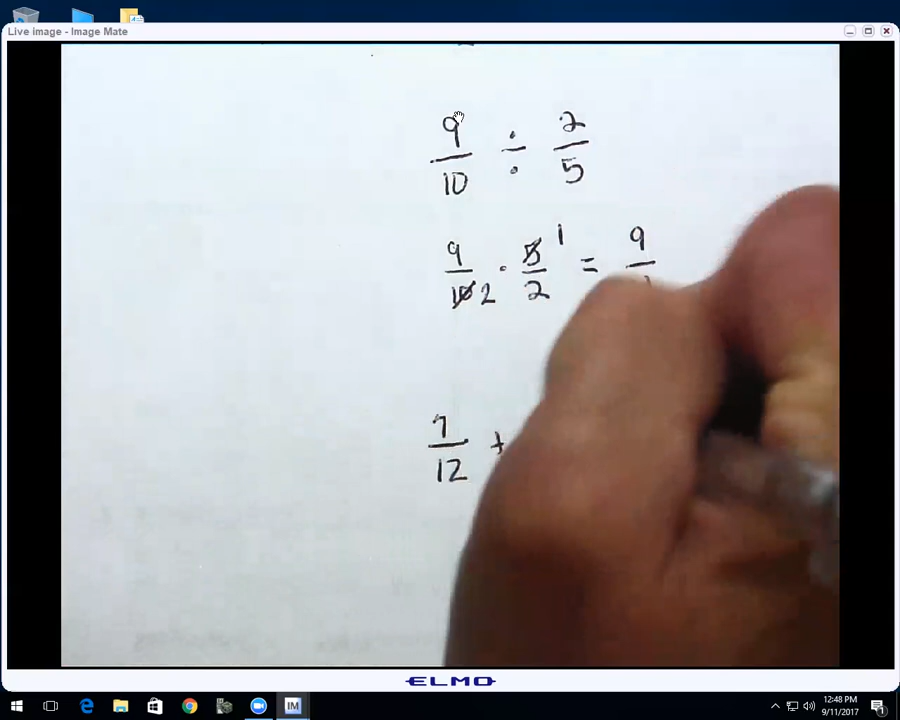 Live image - Image Mate
9/10 ÷ 2/5
9/10 2 · 5/2 1 = 9/
7/12 +
ELMO
12:48 PM
9/11/2017